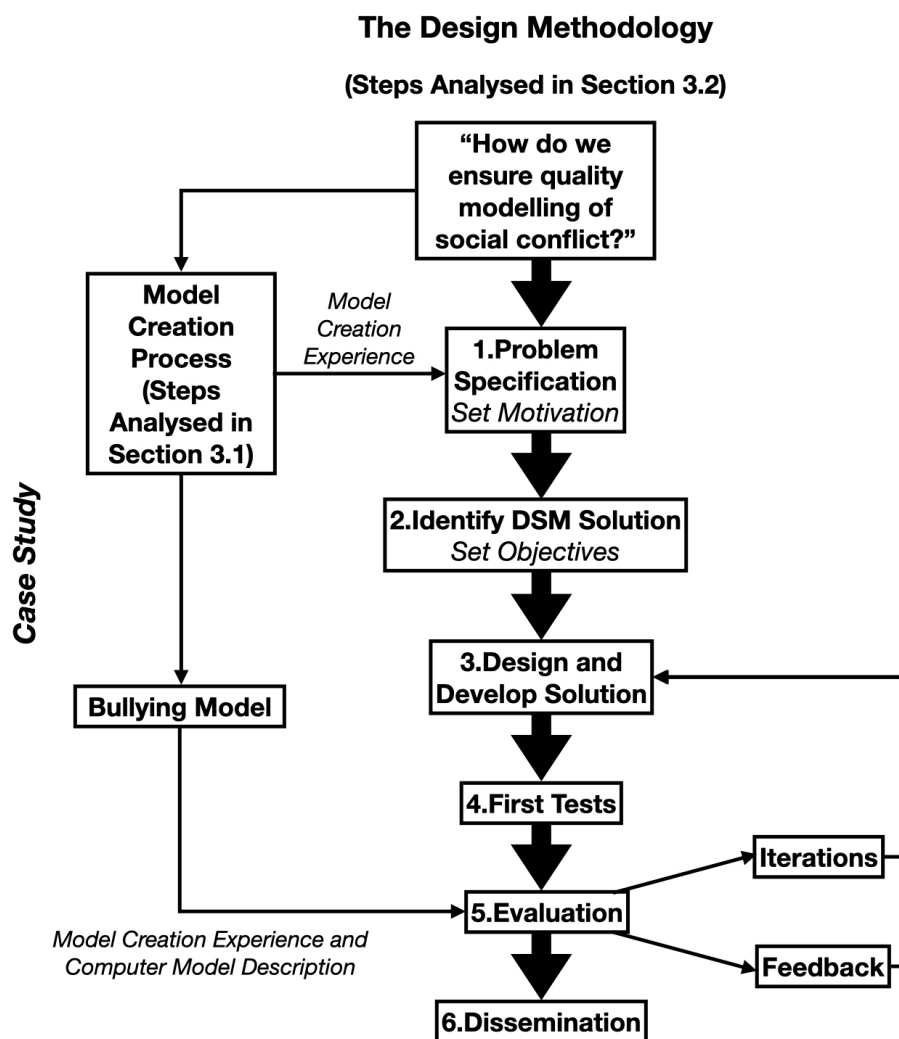 The Design Methodology
(Steps Analysed in Section 3.2)
“How do we
ensure quality
modelling of
social conflict?”
Model
Creation
Process
(Steps
Analysed in
Section 3.1)
Model
Creation
Experience
1.Problem
Specification
Set Motivation
2.Identify DSM Solution
Set Objectives
Case Study
3.Design and
Develop Solution
Bullying Model
4.First Tests
Iterations
5.Evaluation
Model Creation Experience and
Computer Model Description
Feedback
6.Dissemination